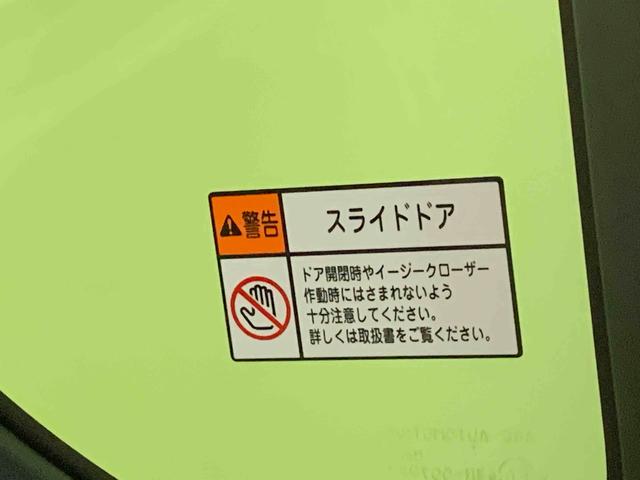 警告
スライドドア
ドア開閉時やイージークローザー
作動時にはさまれないよう
十分注意してください。
詳しくは取扱書をご覧ください。